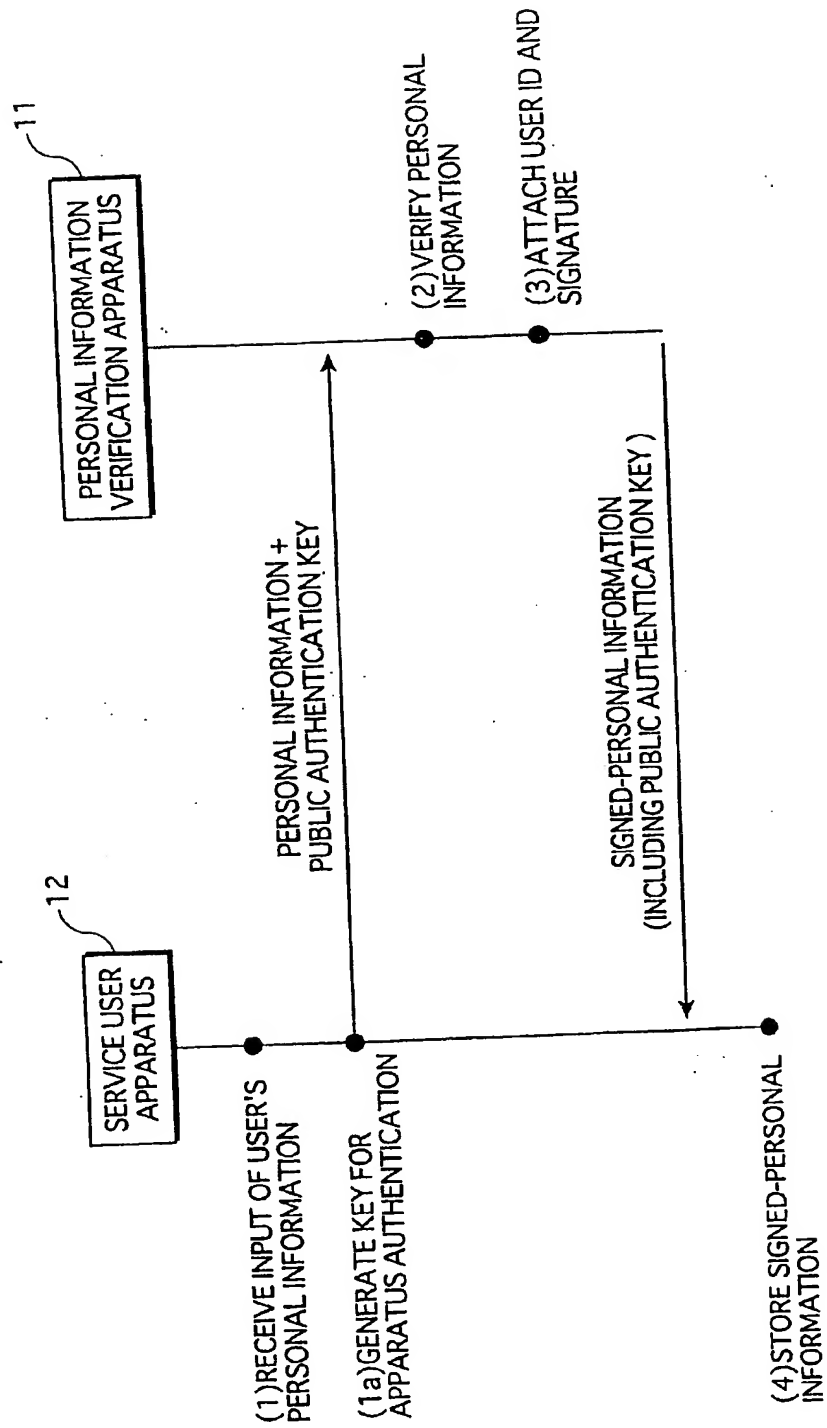 12
SERVICE USER
APPARATUS
11
PERSONAL INFORMATION
VERIFICATION APPARATUS
(1)RECEIVE INPUT OF USER'S
PERSONAL INFORMATION
(1a)GENERATE KEY FOR
APPARATUS AUTHENTICATION
PERSONAL INFORMATION +
PUBLIC AUTHENTICATION KEY
(2)VERIFY PERSONAL
INFORMATION
(3)ATTACH USER ID AND
SIGNATURE
SIGNED-PERSONAL INFORMATION
(INCLUDING PUBLIC AUTHENTICATION KEY )
(4)STORE SIGNED-PERSONAL
INFORMATION